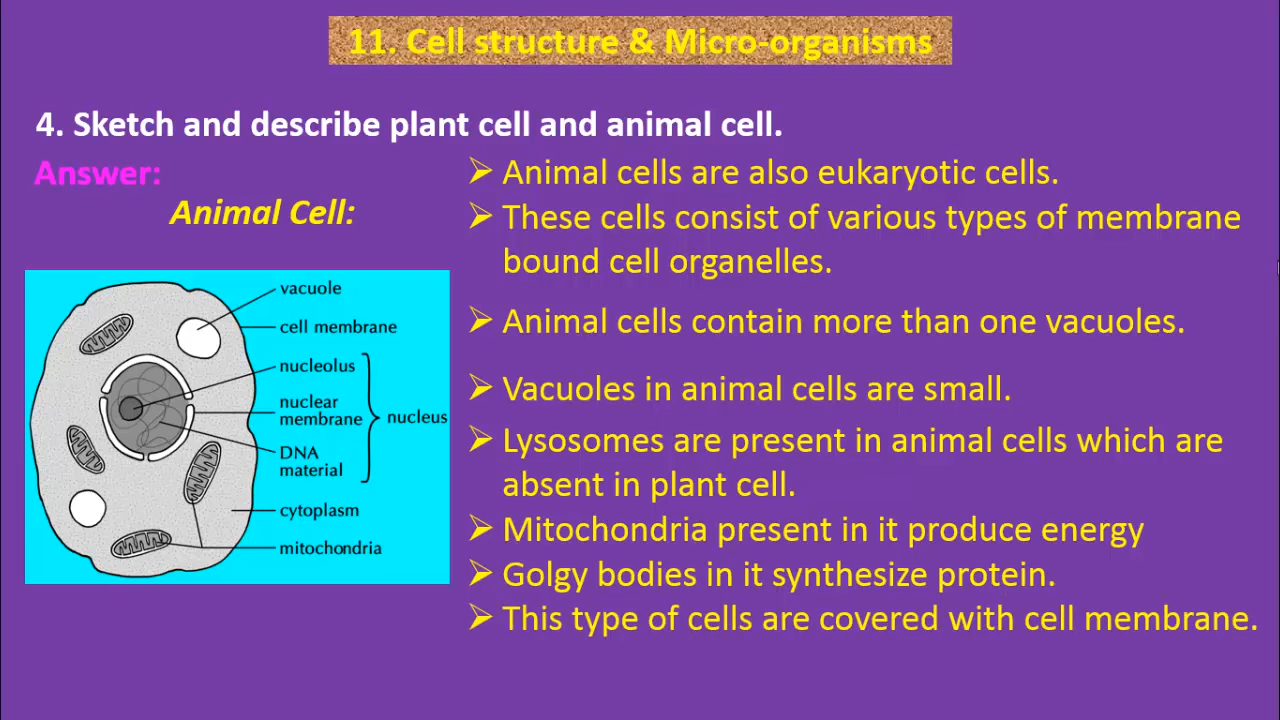 11. Cell structure & Micro-organisms
4. Sketch and describe plant cell and animal cell.
Answer:
Animal Cell:
vacuole
cell membrane
nucleolus
nuclear
membrane
nucleus
DNA
material
cytoplasm
mitochondria
➢ Animal cells are also eukaryotic cells.
➢ These cells consist of various types of membrane
bound cell organelles.
➢ Animal cells contain more than one vacuoles.
➢ Vacuoles in animal cells are small.
➢ Lysosomes are present in animal cells which are
absent in plant cell.
➢ Mitochondria present in it produce energy
➢ Golgy bodies in it synthesize protein.
➢ This type of cells are covered with cell membrane.